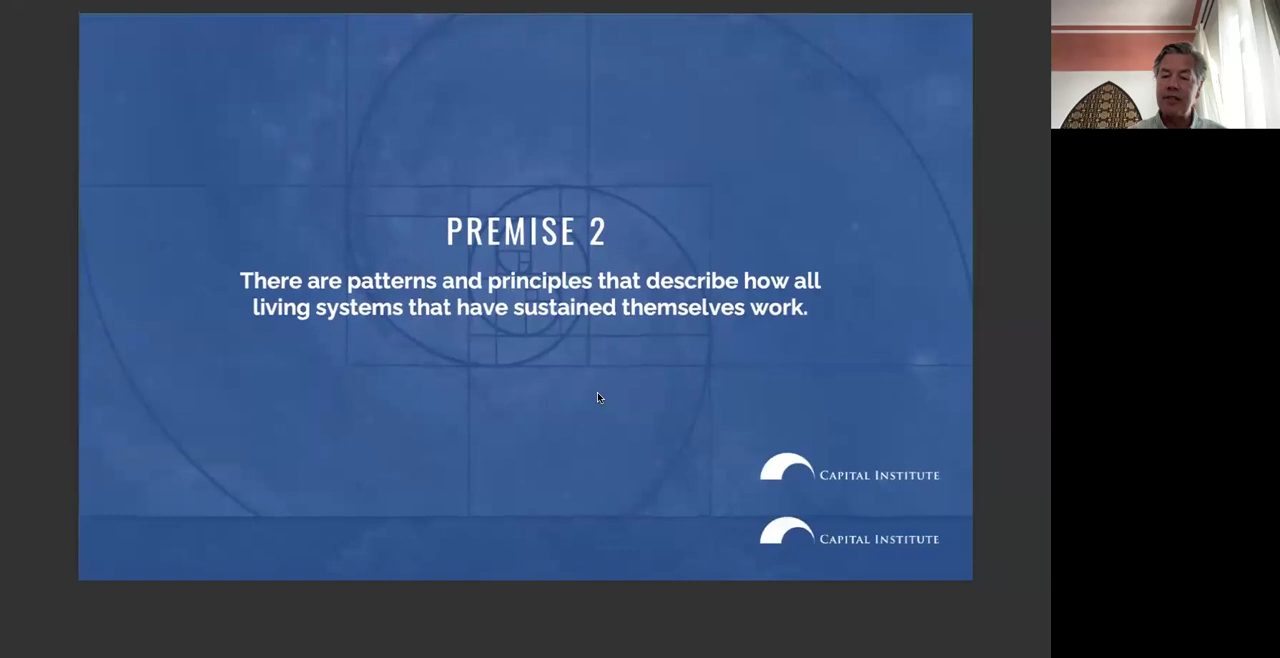 PREMISE 2
There are patterns and principles that describe how all
living systems that have sustained themselves work.
CAPITAL INSTITUTE
CAPITAL INSTITUTE